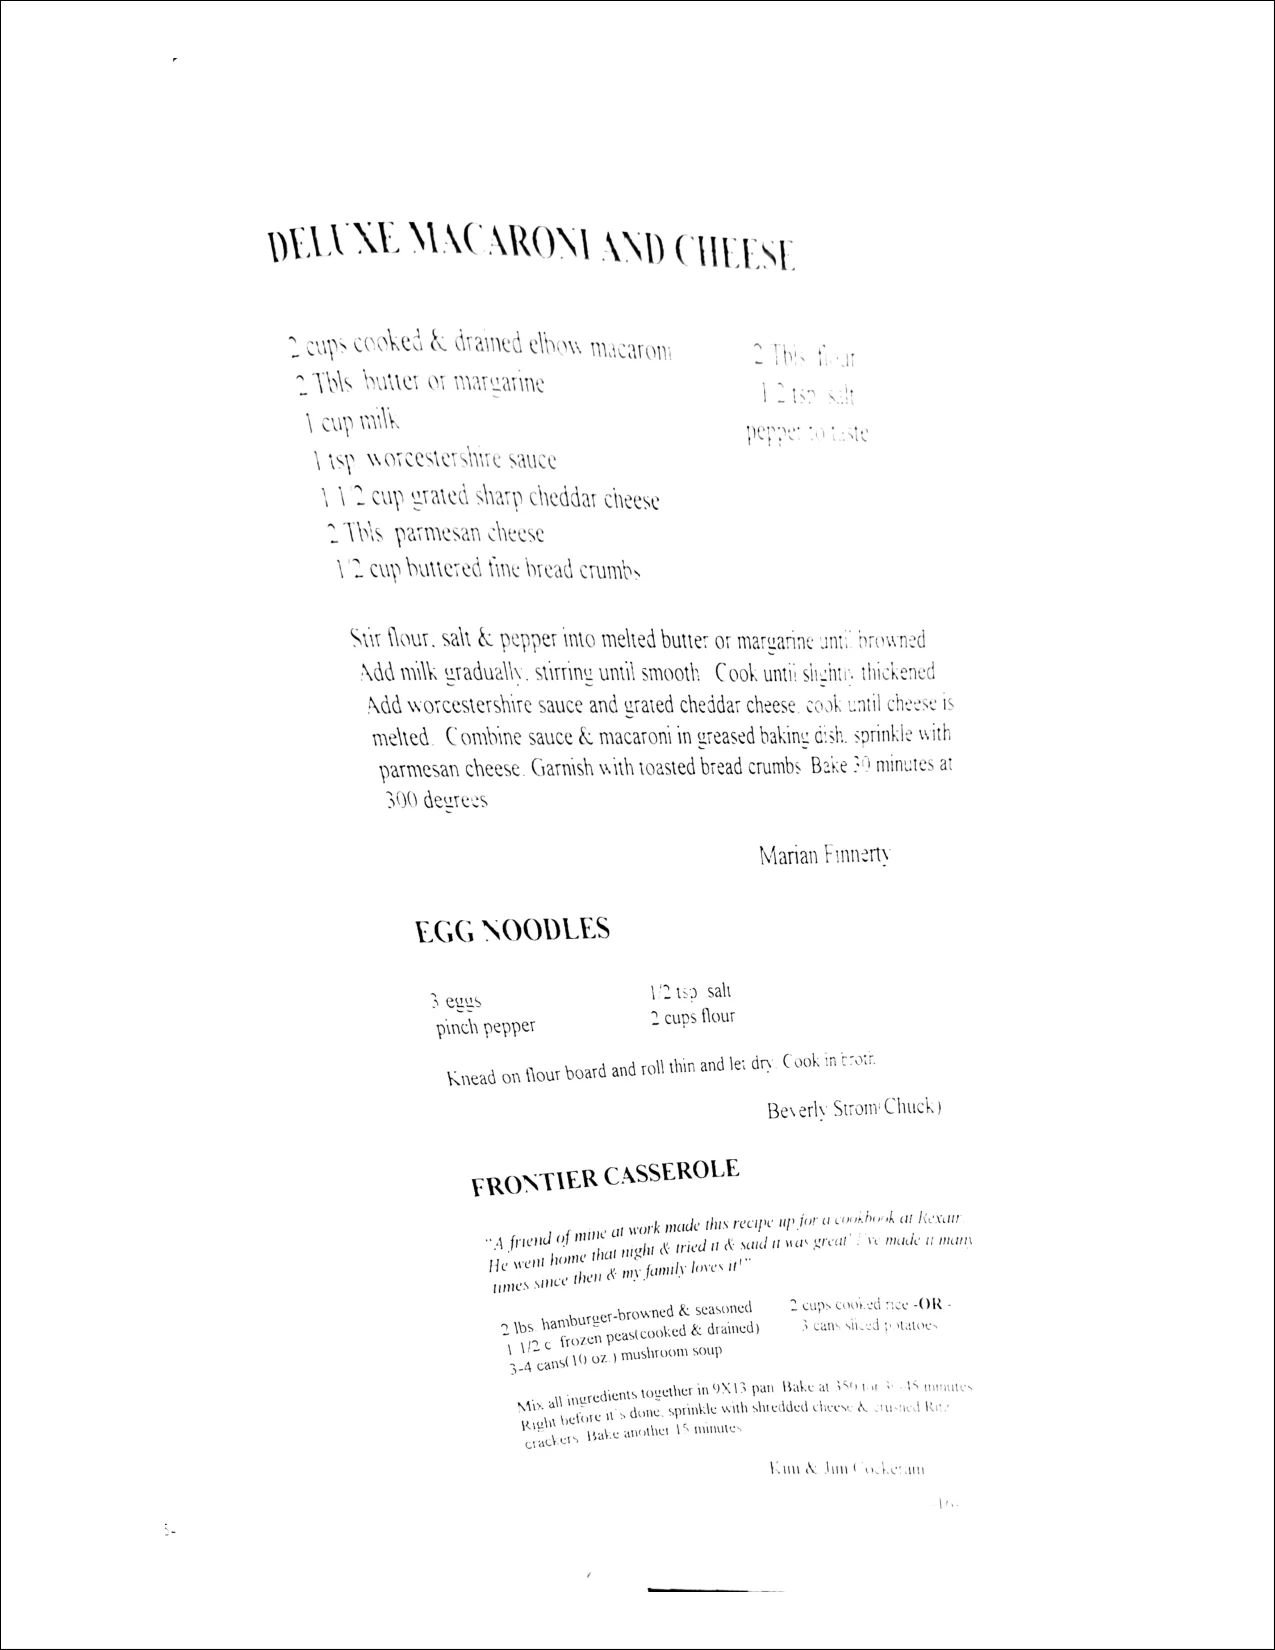 DELUXE MACARONI AND CHEESE
2 cups cooked & drained elbow macaroni
2 Tbls flour
2 Tbls butter or margarine
1/2 tsp salt
1 cup milk
pepper to taste
1 tsp worcestershire sauce
1 1/2 cup grated sharp cheddar cheese
2 Tbls parmesan cheese
1/2 cup buttered fine bread crumbs
Stir flour, salt & pepper into melted butter or margarine until browned
Add milk gradually, stirring until smooth. Cook until slightly thickened
Add worcestershire sauce and grated cheddar cheese, cook until cheese is
melted. Combine sauce & macaroni in greased baking dish, sprinkle with
parmesan cheese. Garnish with toasted bread crumbs. Bake 30 minutes at
300 degrees
Marian Finnerty
EGG NOODLES
3 eggs
1/2 tsp salt
pinch pepper
2 cups flour
Knead on flour board and roll thin and let dry. Cook in broth
Beverly Strom(Chuck)
FRONTIER CASSEROLE
"A friend of mine at work made this recipe up for a cookbook at Rexair.
He went home that night & tried it & said it was great! I've made it many
times since then & my family loves it!"
2 lbs. hamburger-browned & seasoned
2 cups cooked rice -OR -
1 1/2 c. frozen peas(cooked & drained)
3 cans sliced potatoes
3-4 cans(10 oz.) mushroom soup
Mix all ingredients together in 9X13 pan. Bake at 350 for 30-45 minutes
Right before it's done, sprinkle with shredded cheese & crushed Ritz
crackers. Bake another 15 minutes
Kim & Jim Cockeram
-16-
5-